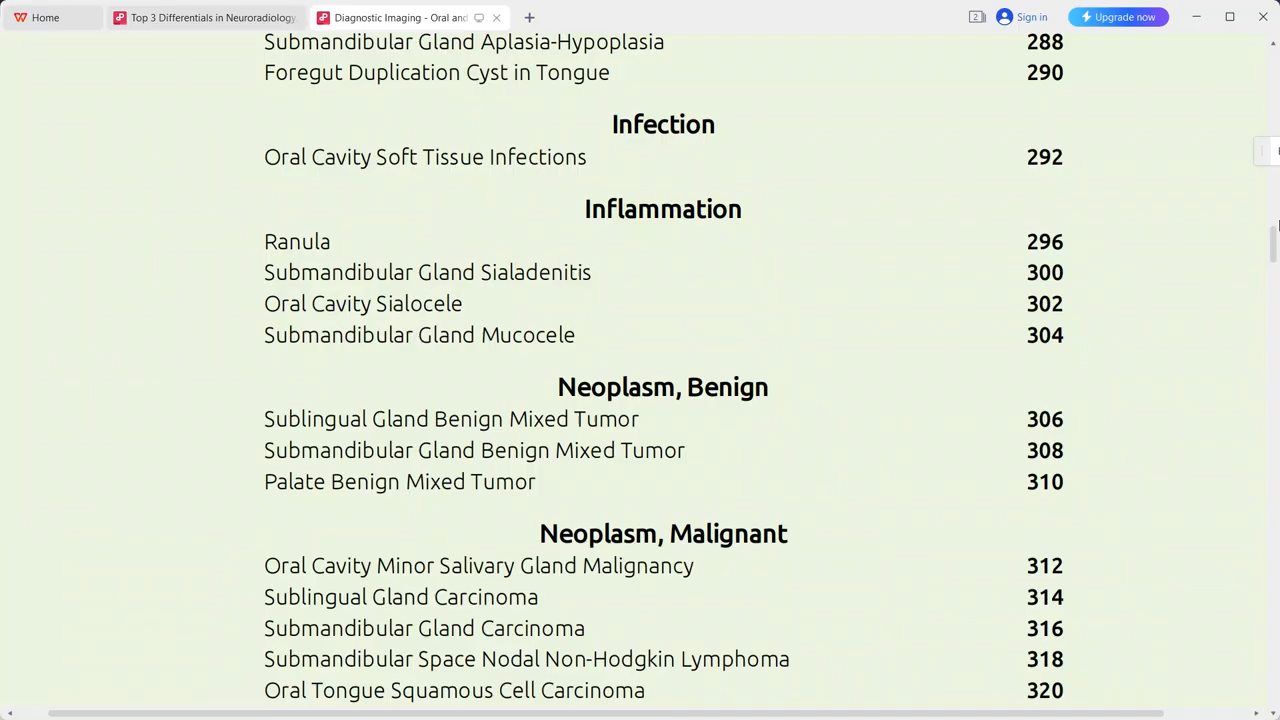 Home
Top 3 Differentials in Neuroradiology.
Diagnostic Imaging - Oral and
2
Sign in
Upgrade now
Submandibular Gland Aplasia-Hypoplasia 288
Foregut Duplication Cyst in Tongue 290
Infection
Oral Cavity Soft Tissue Infections 292
Inflammation
Ranula 296
Submandibular Gland Sialadenitis 300
Oral Cavity Sialocele 302
Submandibular Gland Mucocele 304
Neoplasm, Benign
Sublingual Gland Benign Mixed Tumor 306
Submandibular Gland Benign Mixed Tumor 308
Palate Benign Mixed Tumor 310
Neoplasm, Malignant
Oral Cavity Minor Salivary Gland Malignancy 312
Sublingual Gland Carcinoma 314
Submandibular Gland Carcinoma 316
Submandibular Space Nodal Non-Hodgkin Lymphoma 318
Oral Tongue Squamous Cell Carcinoma 320